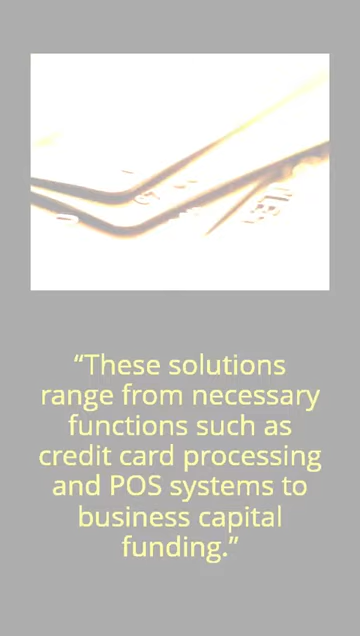 “These solutions
range from necessary
functions such as
credit card processing
and POS systems to
business capital
funding.”